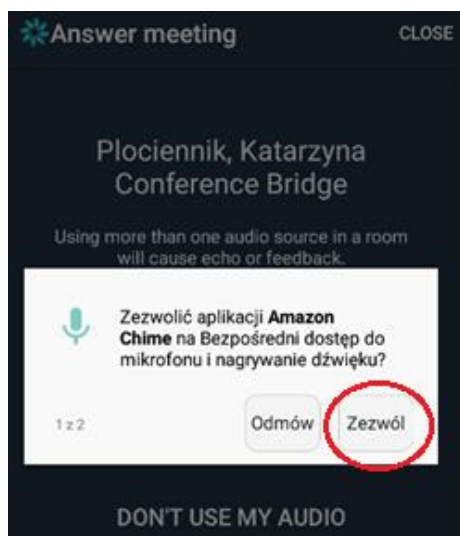 Answer meeting CLOSE
Plociennik, Katarzyna
Conference Bridge
Using more than one audio source in a room
will cause echo or feedback.
Zezwolić aplikacji Amazon
Chime na Bezpośredni dostęp do
mikrofonu i nagrywanie dźwięku?
1 z 2 Odmów Zezwól
DON'T USE MY AUDIO